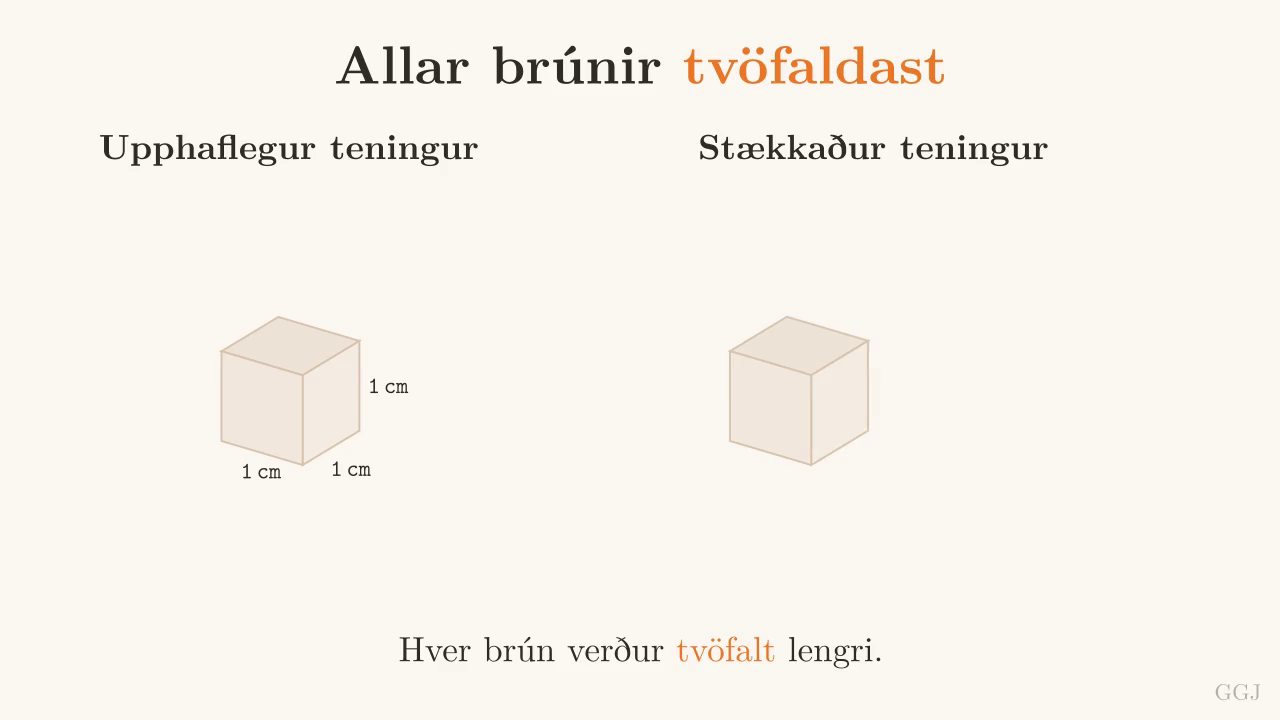 Allar brúnir tvöfaldast
Upphaflegur teningur
Stækkaður teningur
1 cm
1 cm
1 cm
Hver brún verður tvöfalt lengri.
GGJ